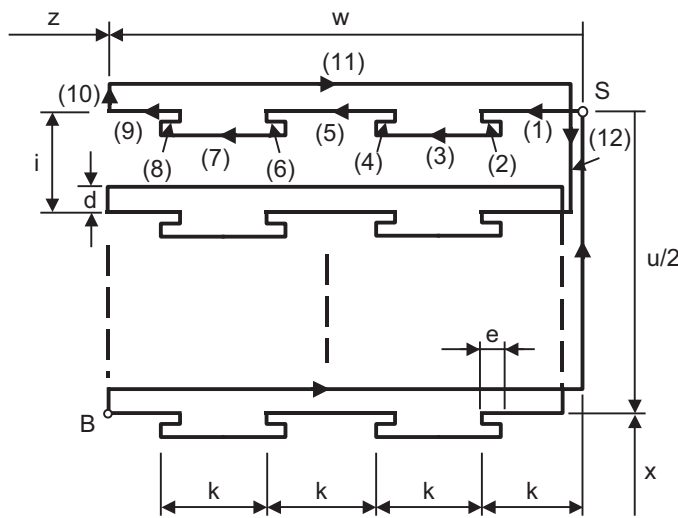 z w
(11)
(10) S
(9) (5) (1)
(8) (7) (6) (4) (3) (2) (12)
i
d
u/2
e
B
x
k k k k